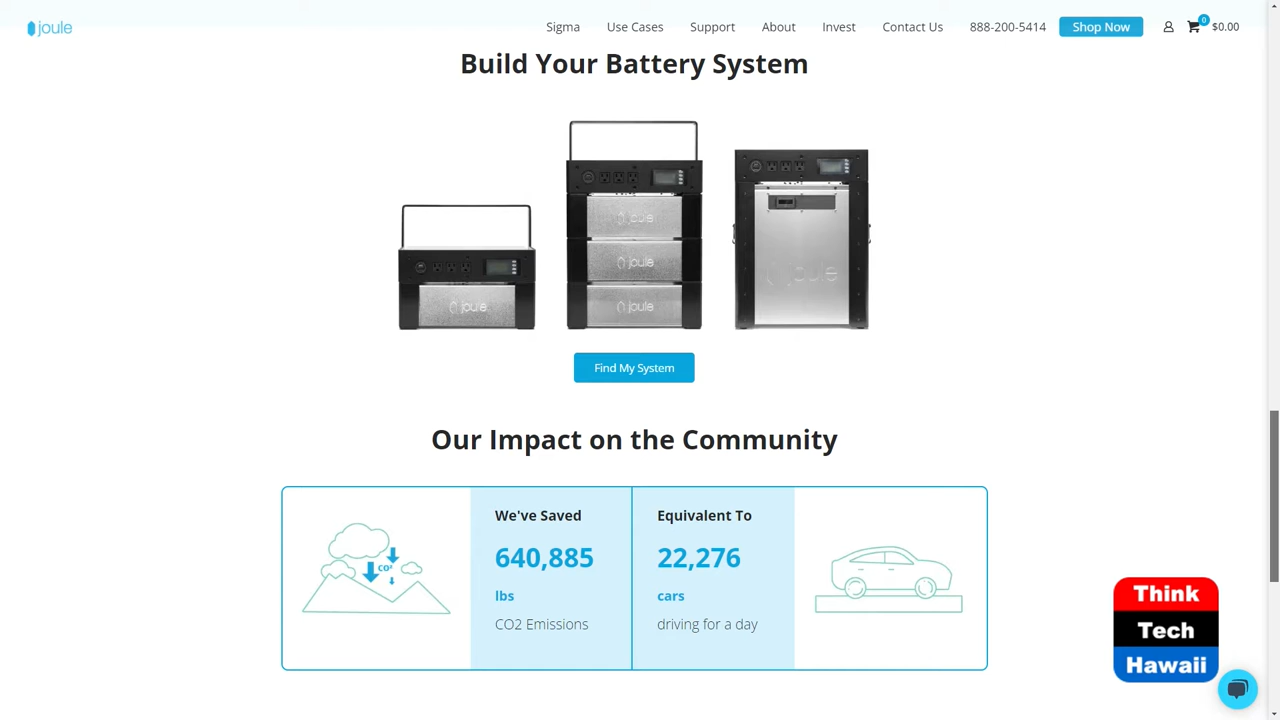 joule
Sigma
Use Cases
Support
About
Invest
Contact Us
888-200-5414
Shop Now
0
$0.00
Build Your Battery System
joule
joule
joule
joule
joule
Find My System
Our Impact on the Community
CO²
We've Saved
640,885
lbs
CO2 Emissions
Equivalent To
22,276
cars
driving for a day
Think
Tech
Hawaii